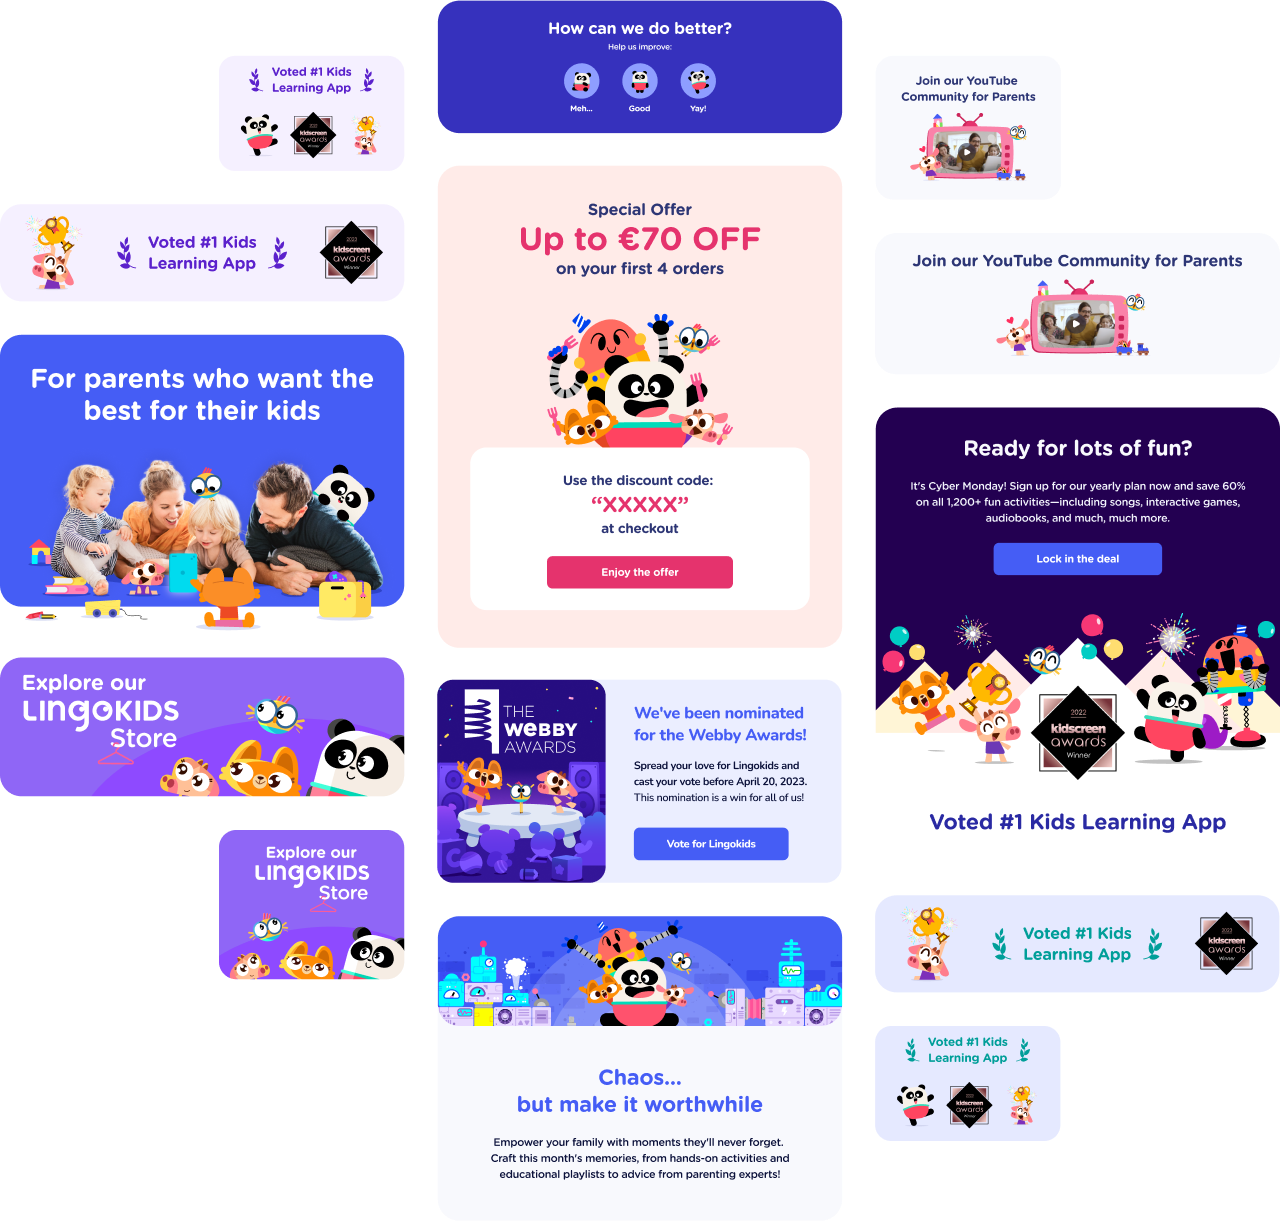 Voted #1 Kids
Learning App
2022
kidscreen
awards
Winner
Voted #1 Kids
Learning App
2023
kidscreen
awards
Winner
For parents who want the
best for their kids
Explore our
LINGOKIDS
Store
Explore our
LINGOKIDS
Store
How can we do better?
Help us improve:
Meh...
Good
Yay!
Special Offer
Up to €70 OFF
on your first 4 orders
Use the discount code:
“XXXXX”
at checkout
Enjoy the offer
THE
WeBBY
AWARDS
We've been nominated
for the Webby Awards!
Spread your love for Lingokids and
cast your vote before April 20, 2023.
This nomination is a win for all of us!
Vote for Lingokids
Chaos...
but make it worthwhile
Empower your family with moments they'll never forget.
Craft this month's memories, from hands-on activities and
educational playlists to advice from parenting experts!
Join our YouTube
Community for Parents
Join our YouTube Community for Parents
Ready for lots of fun?
It's Cyber Monday! Sign up for our yearly plan now and save 60%
on all 1,200+ fun activities—including songs, interactive games,
audiobooks, and much, much more.
Lock in the deal
2022
kidscreen
awards
Winner
Voted #1 Kids Learning App
Voted #1 Kids
Learning App
2023
kidscreen
awards
Winner
Voted #1 Kids
Learning App
kidscreen
awards
Winner